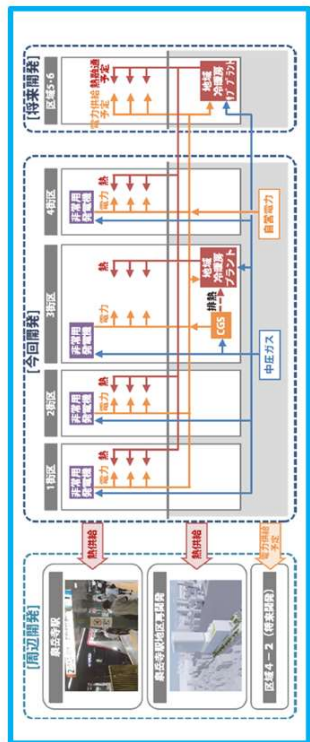 [周辺開発]
泉岳寺駅
泉岳寺駅地区再開発
区域4-2(将来開発)
熱供給
熱供給
電力供給
予定
[今回開発]
1街区
非常用
発電機
電力
熱
2街区
非常用
発電機
電力
熱
3街区
非常用
発電機
電力
熱
CGS
排熱
地域
冷暖房
プラント
4街区
非常用
発電機
電力
熱
中圧ガス
自営電力
[将来開発]
区域5・6
電力供給
予定
熱融通
予定
地域
冷暖房
サブプラント